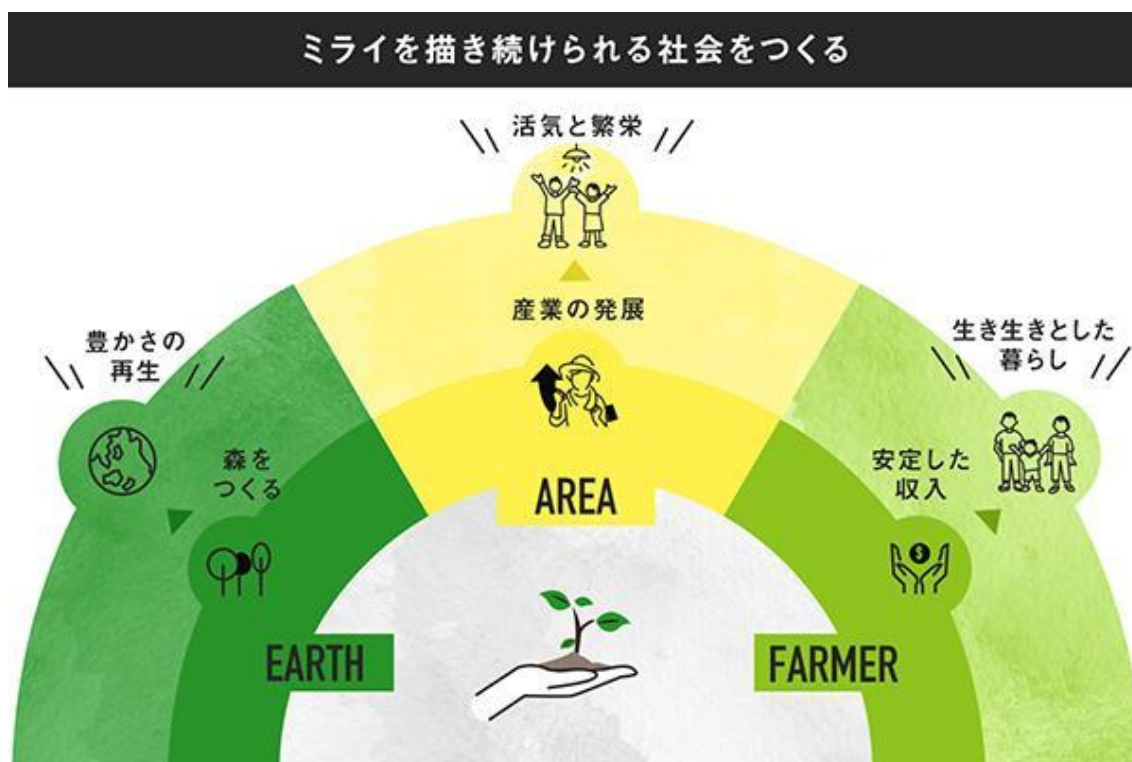 ミライを描き続けられる社会をつくる
活気と繁栄
産業の発展
AREA
豊かさの
再生
森を
つくる
EARTH
生き生きとした
暮らし
安定した
収入
$
FARMER